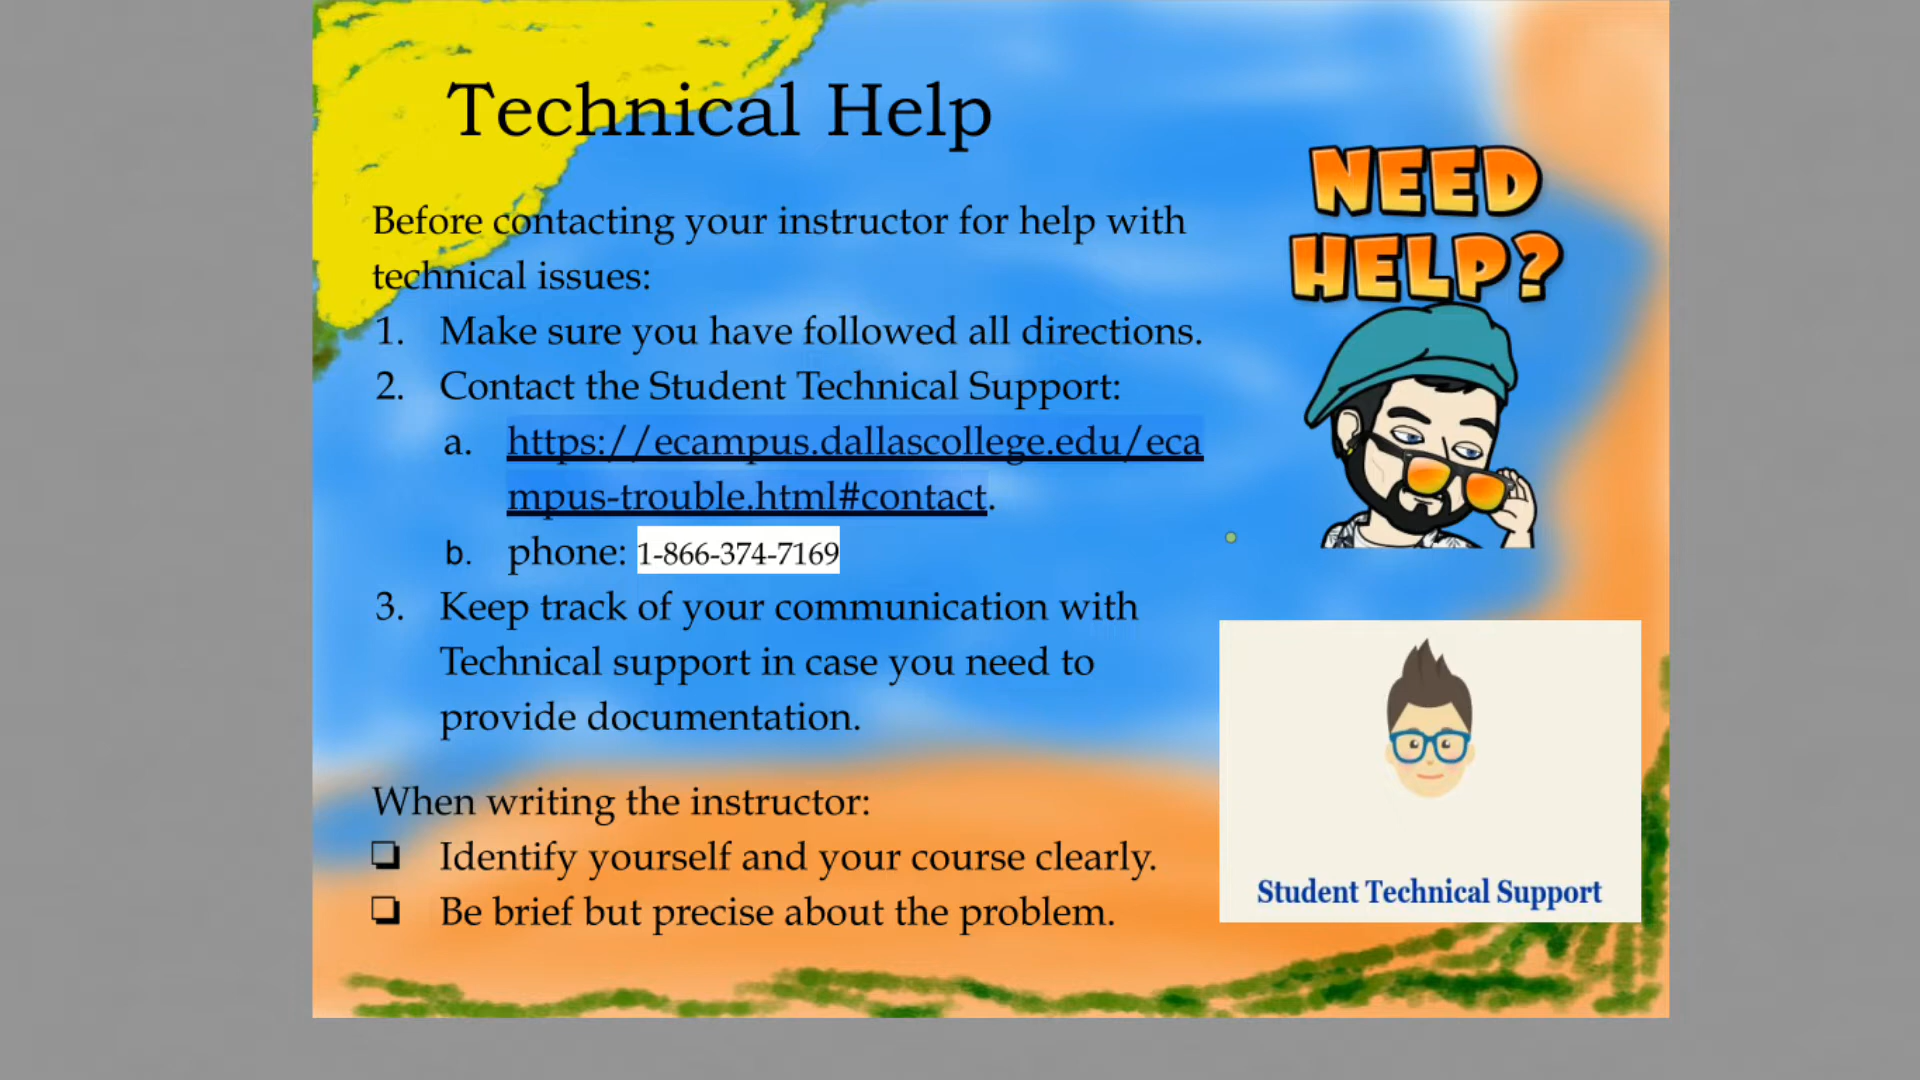 Technical Help
Before contacting your instructor for help with
technical issues:
1. Make sure you have followed all directions.
2. Contact the Student Technical Support:
a. https://ecampus.dallascollege.edu/eca
mpus-trouble.html#contact.
b. phone: 1-866-374-7169
3. Keep track of your communication with
Technical support in case you need to
provide documentation.
When writing the instructor:
❏ Identify yourself and your course clearly.
❏ Be brief but precise about the problem.
NEED
HELP?
Student Technical Support